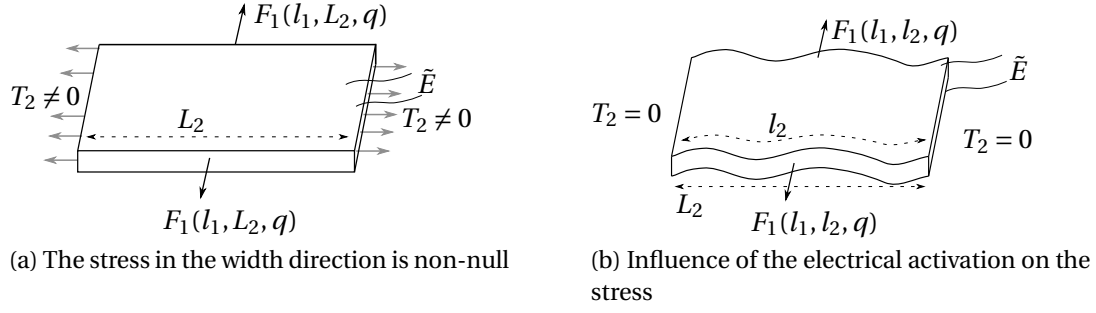 F₁(l₁, L₂, q)
T₂ ≠ 0
Ẽ
L₂
T₂ ≠ 0
F₁(l₁, L₂, q)
(a) The stress in the width direction is non-null
F₁(l₁, l₂, q)
Ẽ
T₂ = 0
l₂
T₂ = 0
L₂
F₁(l₁, l₂, q)
(b) Influence of the electrical activation on the
stress